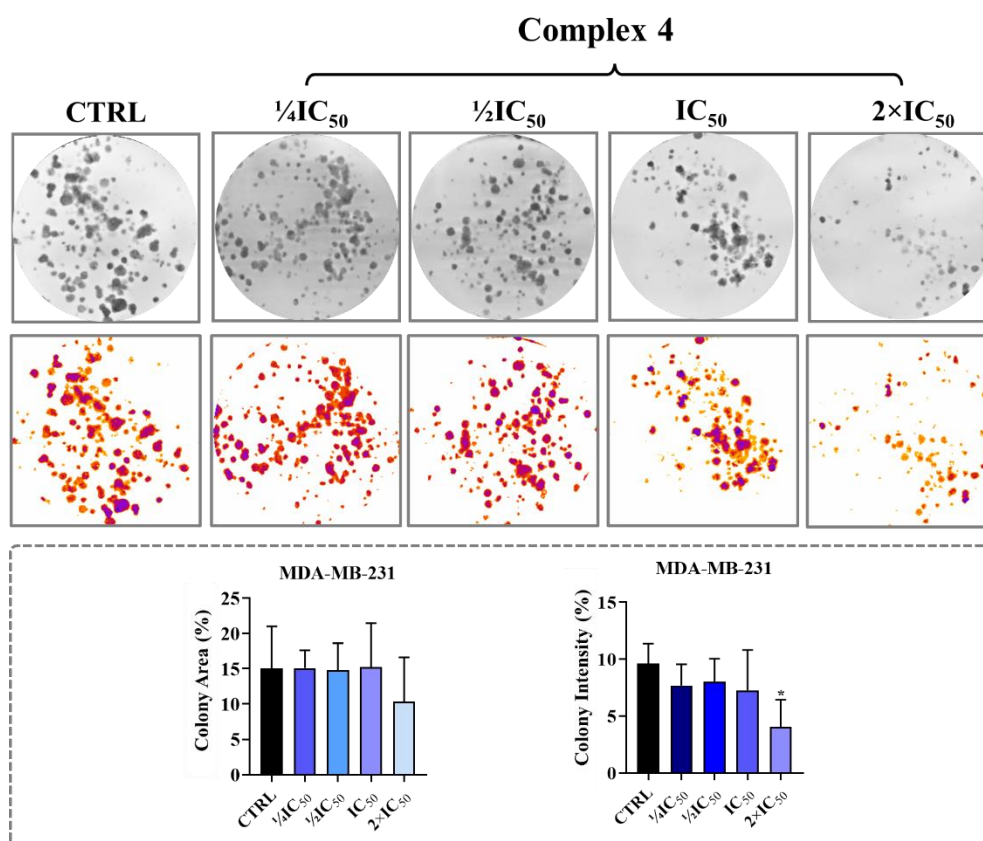 Complex 4
CTRL ¼IC₅₀ ½IC₅₀ IC₅₀ 2×IC₅₀
MDA-MB-231
Colony Area (%)
25
20
15
10
5
0
CTRL ¼IC₅₀ ½IC₅₀ IC₅₀ 2×IC₅₀
MDA-MB-231
Colony Intensity (%)
15
10
5
0
*
CTRL ¼IC₅₀ ½IC₅₀ IC₅₀ 2×IC₅₀